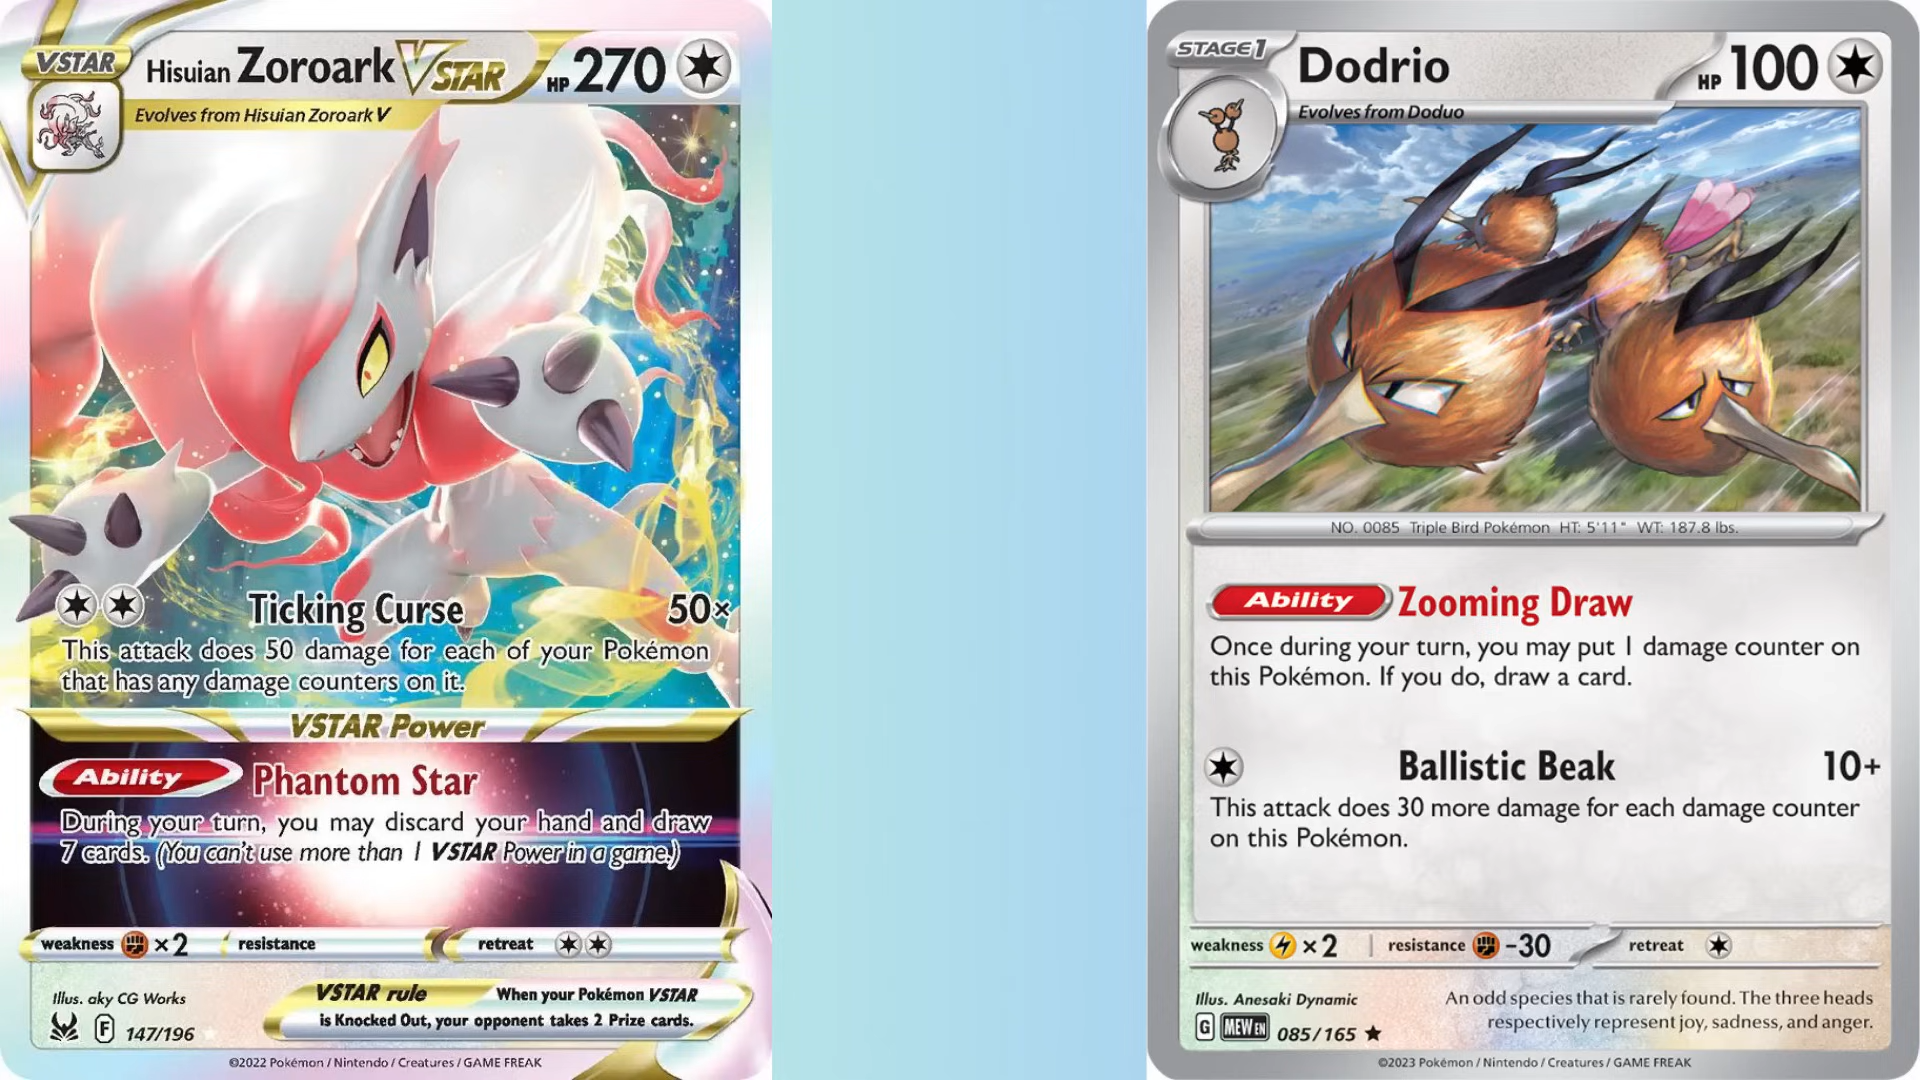 VSTAR
Hisuian Zoroark VSTAR
HP 270
Evolves from Hisuian Zoroark V
Ticking Curse 50×
This attack does 50 damage for each of your Pokémon
that has any damage counters on it.
VSTAR Power
Ability Phantom Star
During your turn, you may discard your hand and draw
7 cards. (You can't use more than 1 VSTAR Power in a game.)
weakness ×2 resistance retreat
Illus. aky CG Works
F 147/196
VSTAR rule When your Pokémon VSTAR
is Knocked Out, your opponent takes 2 Prize cards.
©2022 Pokémon / Nintendo / Creatures / GAME FREAK
STAGE 1
Dodrio
HP 100
Evolves from Doduo
NO. 0085 Triple Bird Pokémon HT: 5'11" WT: 187.8 lbs.
Ability Zooming Draw
Once during your turn, you may put 1 damage counter on
this Pokémon. If you do, draw a card.
Ballistic Beak 10+
This attack does 30 more damage for each damage counter
on this Pokémon.
weakness ×2 resistance -30 retreat
Illus. Anesaki Dynamic
G MEW EN 085/165
An odd species that is rarely found. The three heads
respectively represent joy, sadness, and anger.
©2023 Pokémon / Nintendo / Creatures / GAME FREAK